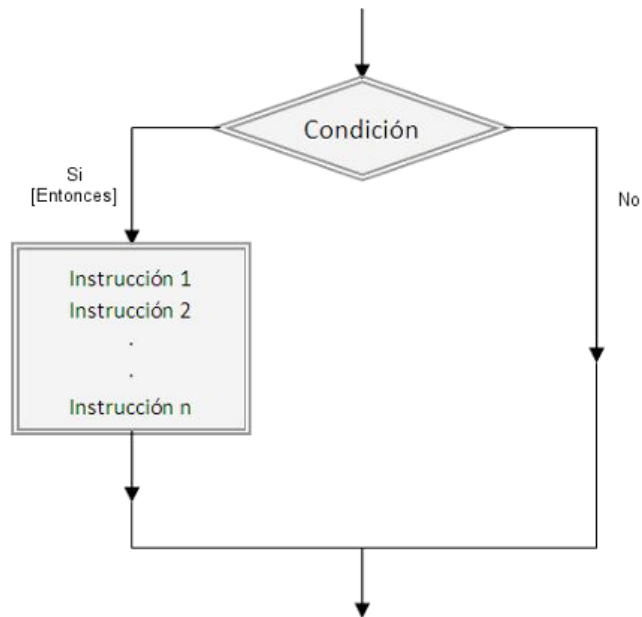 Condición
Si
[Entonces]
No
Instrucción 1
Instrucción 2
.
.
Instrucción n